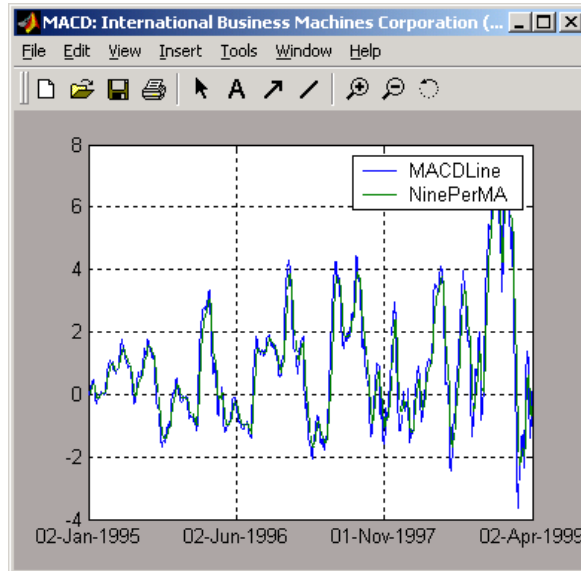 MACD: International Business Machines Corporation (...
File Edit View Insert Tools Window Help
A
MACDLine
NinePerMA
8
6
4
2
0
-2
-4
02-Jan-1995 02-Jun-1996 01-Nov-1997 02-Apr-1999